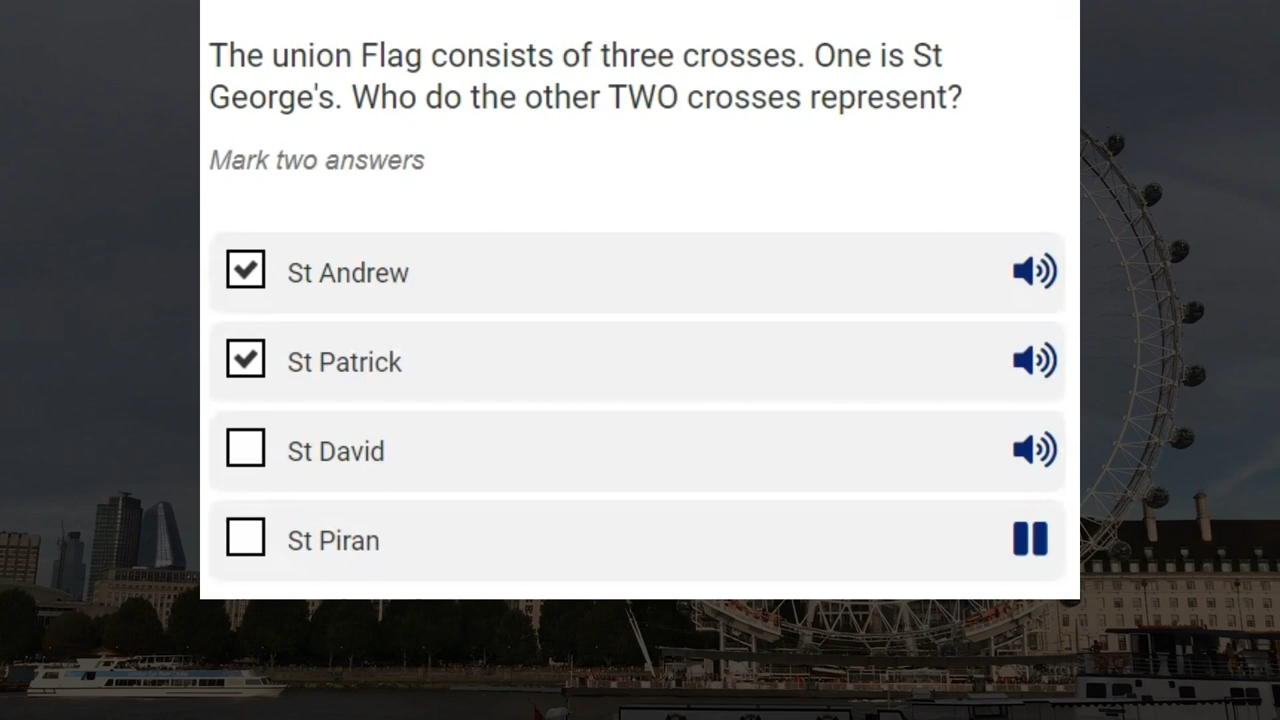 The union Flag consists of three crosses. One is St
George's. Who do the other TWO crosses represent?
Mark two answers
St Andrew
St Patrick
St David
St Piran